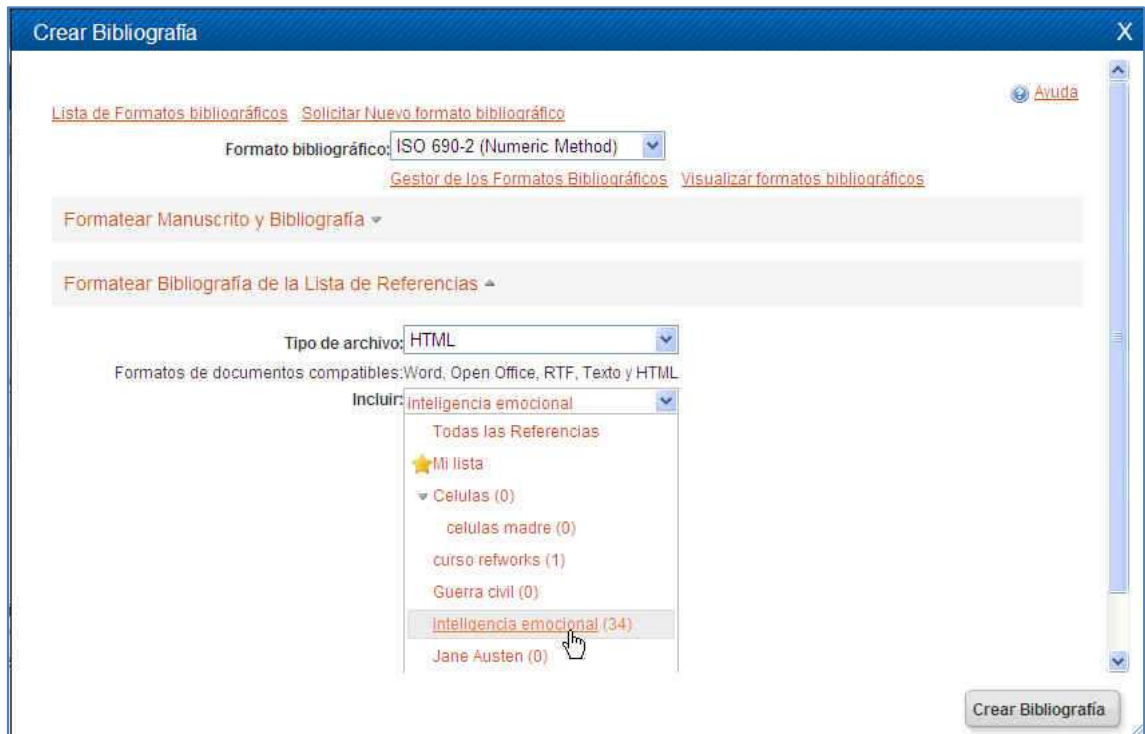 Crear Bibliografía X
Ayuda
Lista de Formatos bibliográficos Solicitar Nuevo formato bibliográfico
Formato bibliográfico: ISO 690-2 (Numeric Method)
Gestor de los Formatos Bibliográficos Visualizar formatos bibliográficos
Formatear Manuscrito y Bibliografía
Formatear Bibliografía de la Lista de Referencias
Tipo de archivo: HTML
Formatos de documentos compatibles:Word, Open Office, RTF, Texto y HTML
Incluir: inteligencia emocional
Todas las Referencias
Mi lista
Celulas (0)
celulas madre (0)
curso refworks (1)
Guerra civil (0)
inteligencia emocional (34)
Jane Austen (0)
Crear Bibliografía